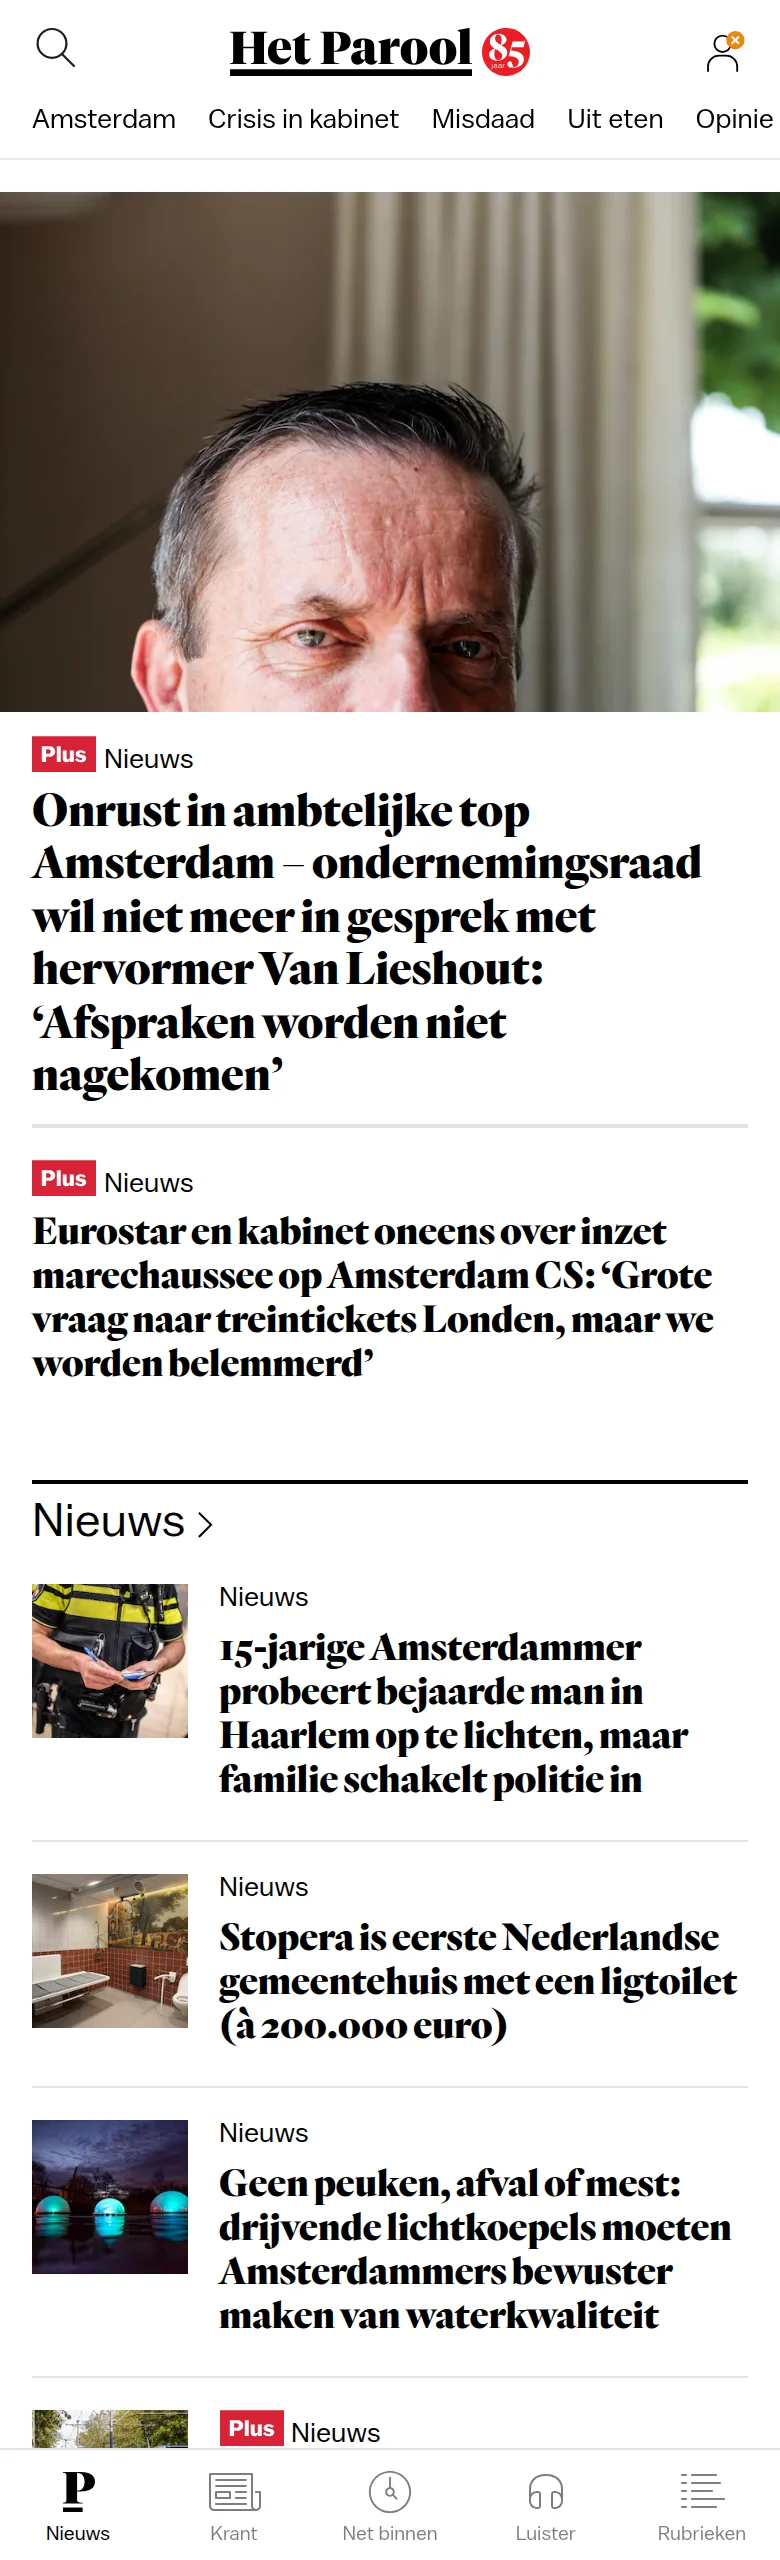 Het Parool 85 jaar
Amsterdam Crisis in kabinet Misdaad Uit eten Opinie
Plus Nieuws
Onrust in ambtelijke top
Amsterdam – ondernemingsraad
wil niet meer in gesprek met
hervormer Van Lieshout:
‘Afspraken worden niet
nagekomen’
Plus Nieuws
Eurostar en kabinet oneens over inzet
marechaussee op Amsterdam CS: ‘Grote
vraag naar treintickets Londen, maar we
worden belemmerd’
Nieuws
Nieuws
15-jarige Amsterdammer
probeert bejaarde man in
Haarlem op te lichten, maar
familie schakelt politie in
Nieuws
Stopera is eerste Nederlandse
gemeentehuis met een ligtoilet
(à 200.000 euro)
Nieuws
Geen peuken, afval of mest:
drijvende lichtkoepels moeten
Amsterdammers bewuster
maken van waterkwaliteit
Plus Nieuws
P
Nieuws Krant Net binnen Luister Rubrieken